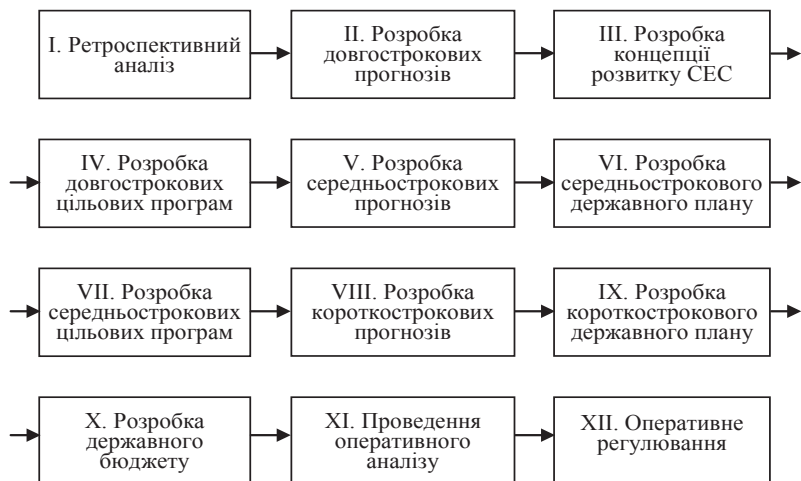 I. Ретроспективний
аналіз
II. Розробка
довгострокових
прогнозів
III. Розробка
концепції
розвитку СЕС
IV. Розробка
довгострокових
цільових програм
V. Розробка
середньострокових
прогнозів
VI. Розробка
середньострокового
державного плану
VII. Розробка
середньострокових
цільових програм
VIII. Розробка
короткострокових
прогнозів
IX. Розробка
короткострокового
державного плану
X. Розробка
державного
бюджету
XI. Проведення
оперативного
аналізу
XII. Оперативне
регулювання